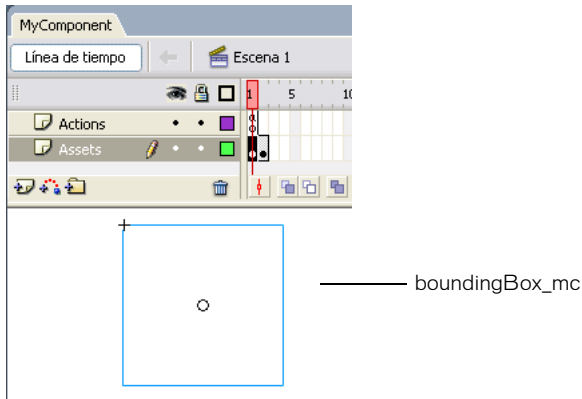 MyComponent
Línea de tiempo
Escena 1
1 5 10
Actions
Assets
boundingBox_mc